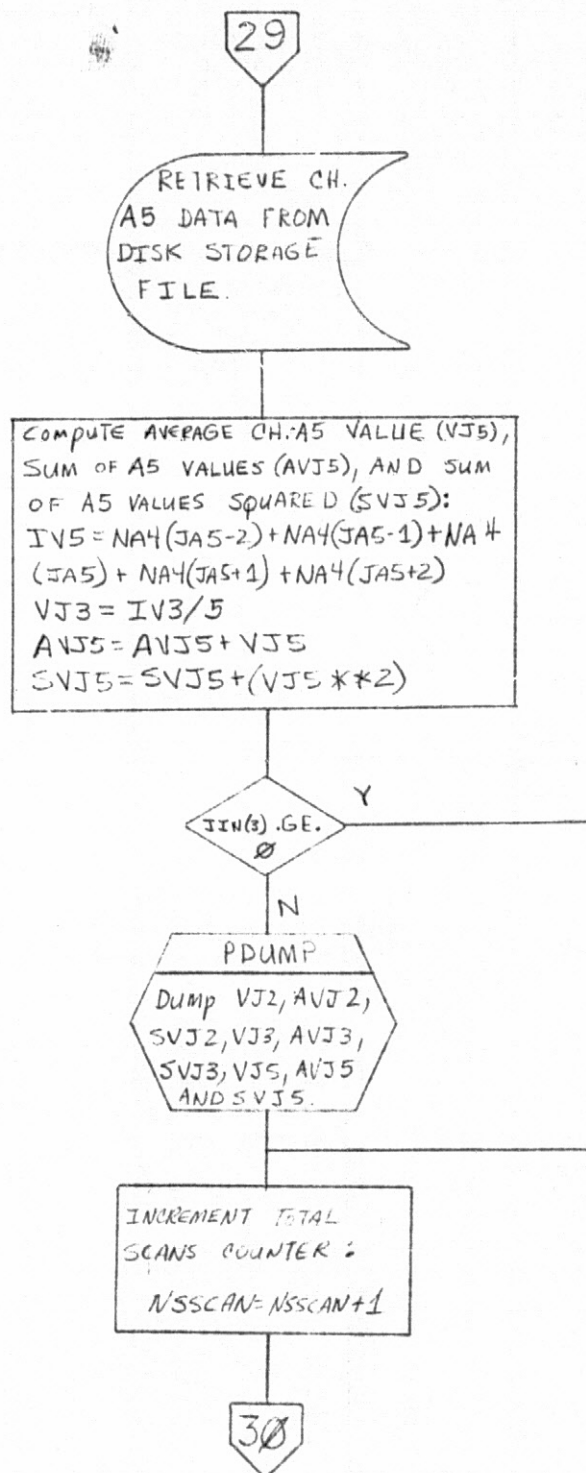 29
RETRIEVE CH.
A5 DATA FROM
DISK STORAGE
FILE.
COMPUTE AVERAGE CH. A5 VALUE (VJ5),
SUM OF A5 VALUES (AVJ5), AND SUM
OF A5 VALUES SQUARED (SVJ5):
IV5 = NA4(JA5-2) + NA4(JA5-1) + NA4
(JA5) + NA4(JA5+1) + NA4(JA5+2)
VJ3 = IV3/5
AVJ5 = AVJ5 + VJ5
SVJ5 = SVJ5 + (VJ5 **2)
JIN(3) .GE.
Ø
Y
N
PDUMP
Dump VJ2, AVJ2,
SVJ2, VJ3, AVJ3,
SVJ3, VJ5, AVJ5
AND SVJ5.
INCREMENT TOTAL
SCANS COUNTER :
NSSCAN = NSSCAN+1
3Ø